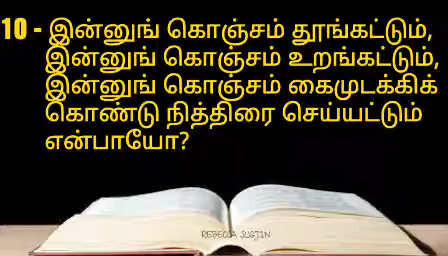 10 - இன்னுங் கொஞ்சம் தூங்கட்டும்,
இன்னுங் கொஞ்சம் உறங்கட்டும்,
இன்னுங் கொஞ்சம் கைமுடக்கிக்
கொண்டு நித்திரை செய்யட்டும்
என்பாயோ?
REBECCA JUSTIN